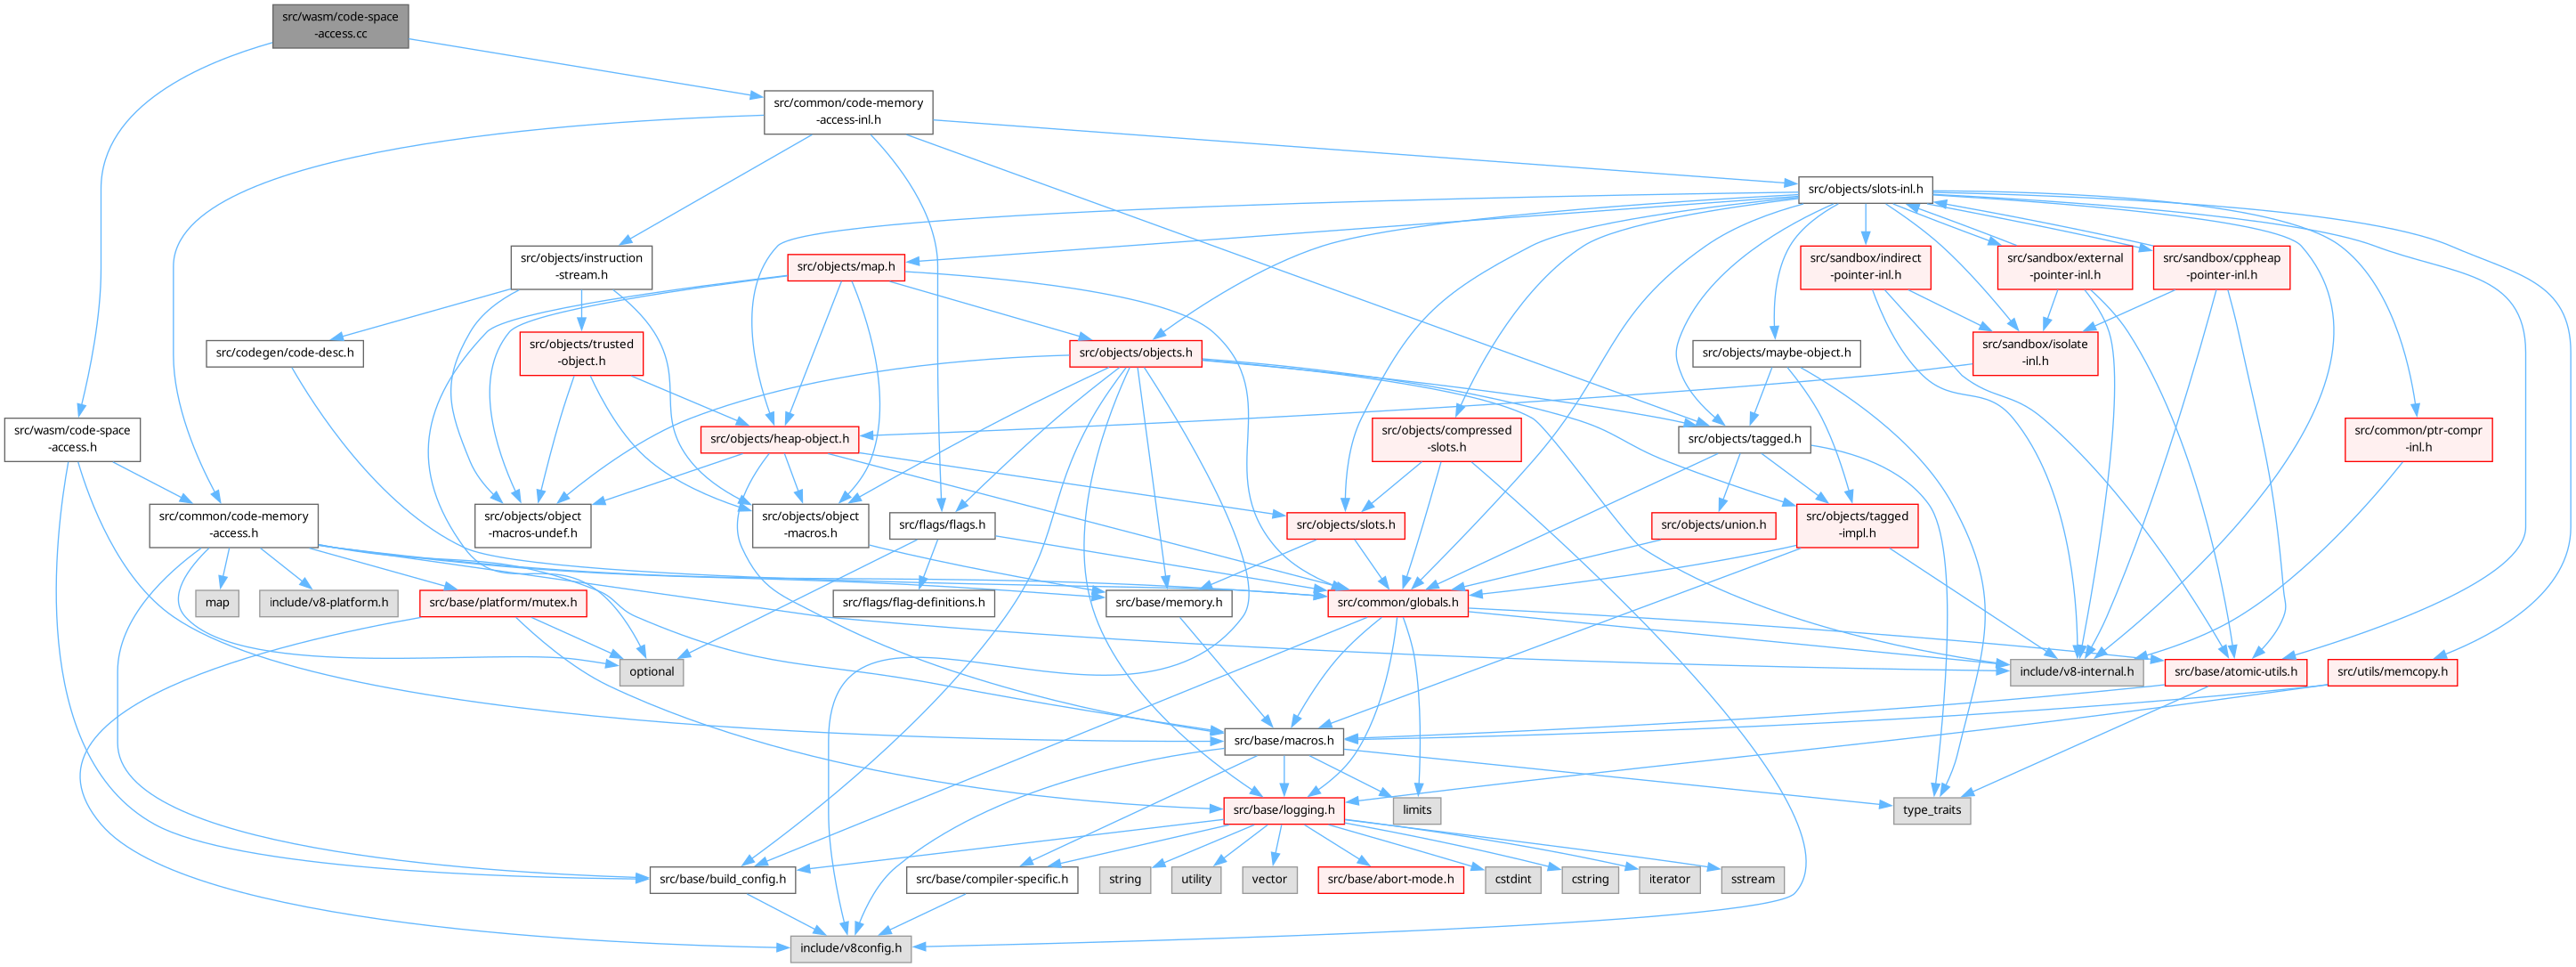 src/wasm/code-space
-access.cc
src/common/code-memory
-access-inl.h
src/objects/slots-inl.h
src/objects/instruction
-stream.h
src/objects/map.h
src/sandbox/indirect
-pointer-inl.h
src/sandbox/external
-pointer-inl.h
src/sandbox/cppheap
-pointer-inl.h
src/codegen/code-desc.h
src/objects/trusted
-object.h
src/objects/objects.h
src/objects/maybe-object.h
src/sandbox/isolate
-inl.h
src/wasm/code-space
-access.h
src/objects/heap-object.h
src/objects/compressed
-slots.h
src/objects/tagged.h
src/common/ptr-compr
-inl.h
src/common/code-memory
-access.h
src/objects/object
-macros-undef.h
src/objects/object
-macros.h
src/flags/flags.h
src/objects/slots.h
src/objects/union.h
src/objects/tagged
-impl.h
map
include/v8-platform.h
src/base/platform/mutex.h
src/flags/flag-definitions.h
src/base/memory.h
src/common/globals.h
optional
include/v8-internal.h
src/base/atomic-utils.h
src/utils/memcopy.h
src/base/macros.h
src/base/logging.h
limits
type_traits
src/base/build_config.h
src/base/compiler-specific.h
string
utility
vector
src/base/abort-mode.h
cstdint
cstring
iterator
sstream
include/v8config.h